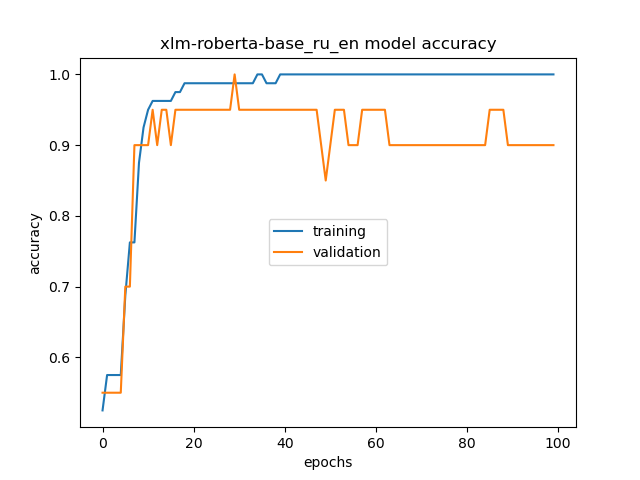 xlm-roberta-base_ru_en model accuracy
1.0
0.9
0.8
0.7
0.6
accuracy
training
validation
0 20 40 60 80 100
epochs